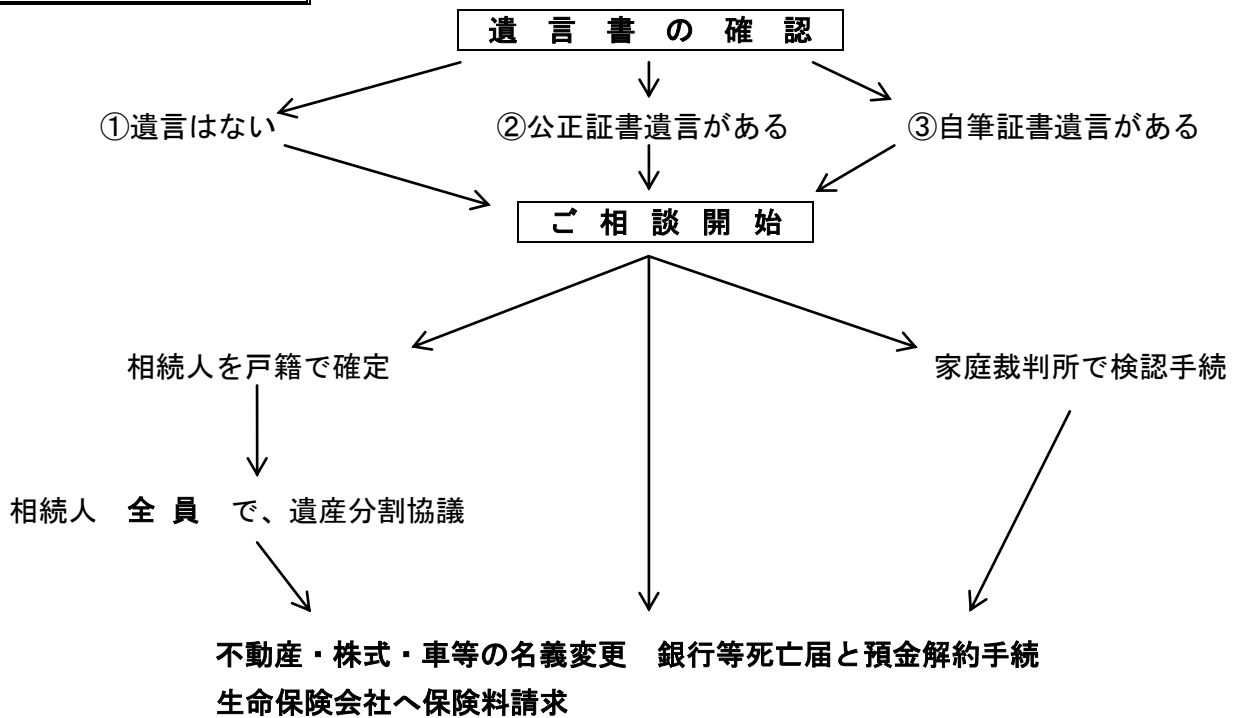 遺言書の確認
①遺言はない
②公正証書遺言がある
③自筆証書遺言がある
ご相談開始
相続人を戸籍で確定
家庭裁判所で検認手続
相続人　全員　で、遺産分割協議
不動産・株式・車等の名義変更　銀行等死亡届と預金解約手続
生命保険会社へ保険料請求